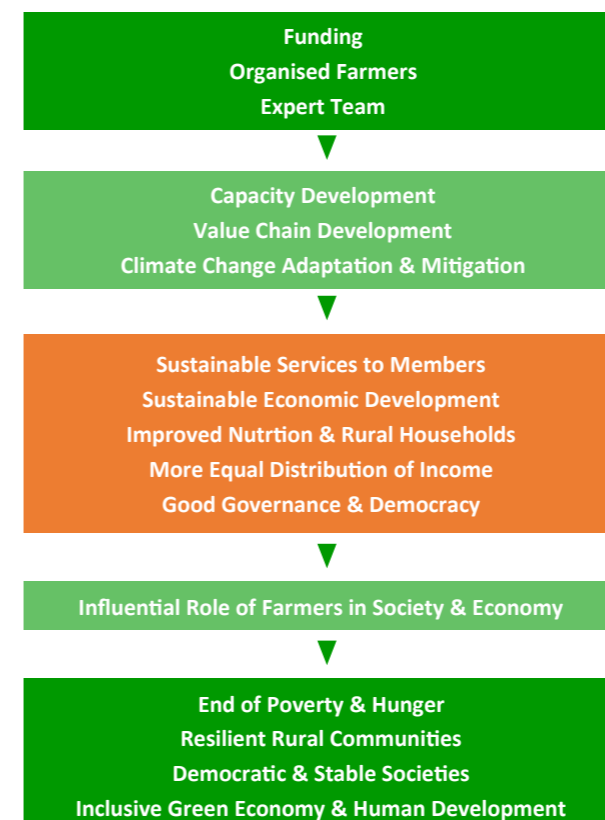 Funding
Organised Farmers
Expert Team
Capacity Development
Value Chain Development
Climate Change Adaptation & Mitigation
Sustainable Services to Members
Sustainable Economic Development
Improved Nutrtion & Rural Households
More Equal Distribution of Income
Good Governance & Democracy
Influential Role of Farmers in Society & Economy
End of Poverty & Hunger
Resilient Rural Communities
Democratic & Stable Societies
Inclusive Green Economy & Human Development